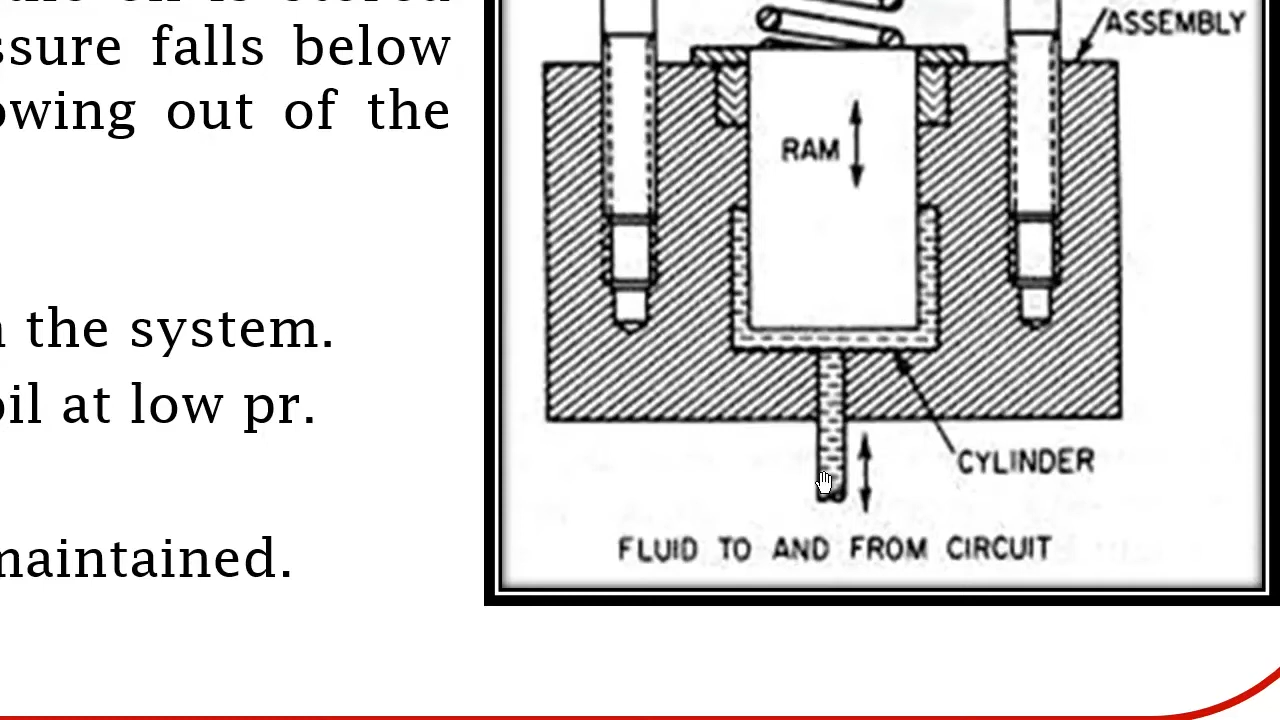 ssure falls below
owing out of the
the system.
oil at low pr.
maintained.
ASSEMBLY
RAM
CYLINDER
FLUID TO AND FROM CIRCUIT